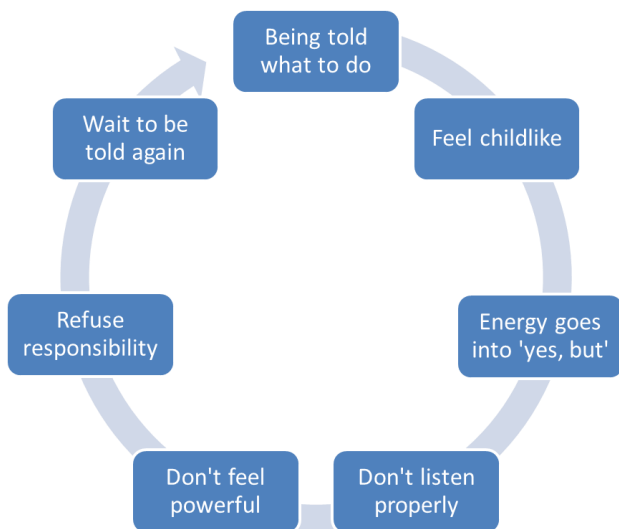 Being told
what to do
Feel childlike
Energy goes
into 'yes, but'
Don't listen
properly
Don't feel
powerful
Refuse
responsibility
Wait to be
told again